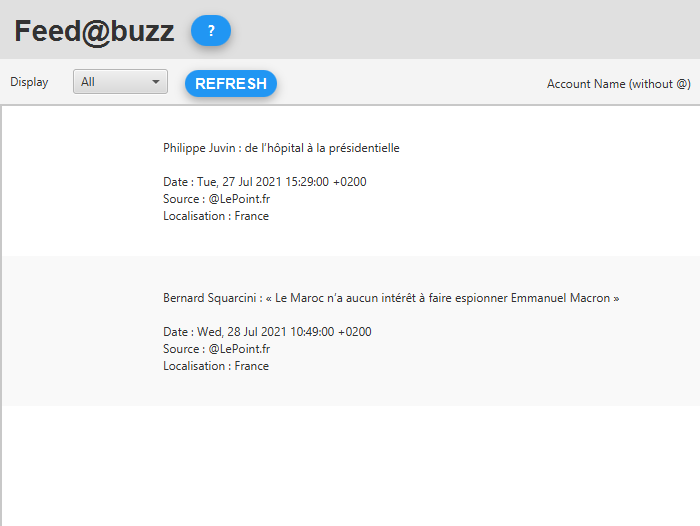 Feed@buzz ?
Display All REFRESH Account Name (without @)
Philippe Juvin : de l'hôpital à la présidentielle
Date : Tue, 27 Jul 2021 15:29:00 +0200
Source : @LePoint.fr
Localisation : France
Bernard Squarcini : « Le Maroc n'a aucun intérêt à faire espionner Emmanuel Macron »
Date : Wed, 28 Jul 2021 10:49:00 +0200
Source : @LePoint.fr
Localisation : France